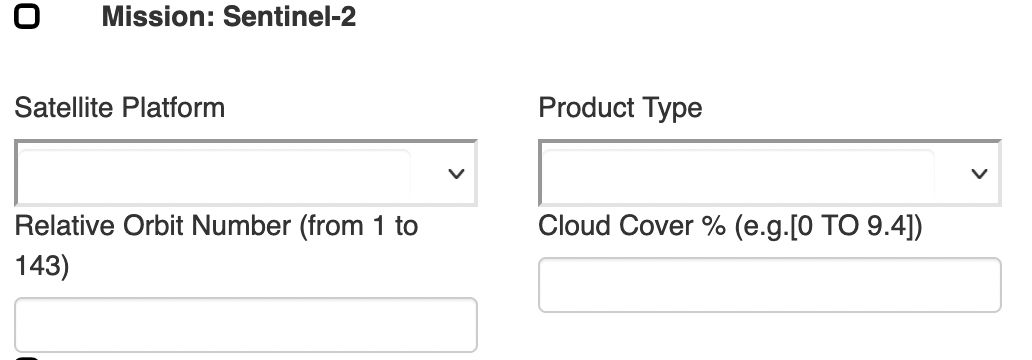 Mission: Sentinel-2
Satellite Platform
Product Type
Relative Orbit Number (from 1 to
143)
Cloud Cover % (e.g.[0 TO 9.4])